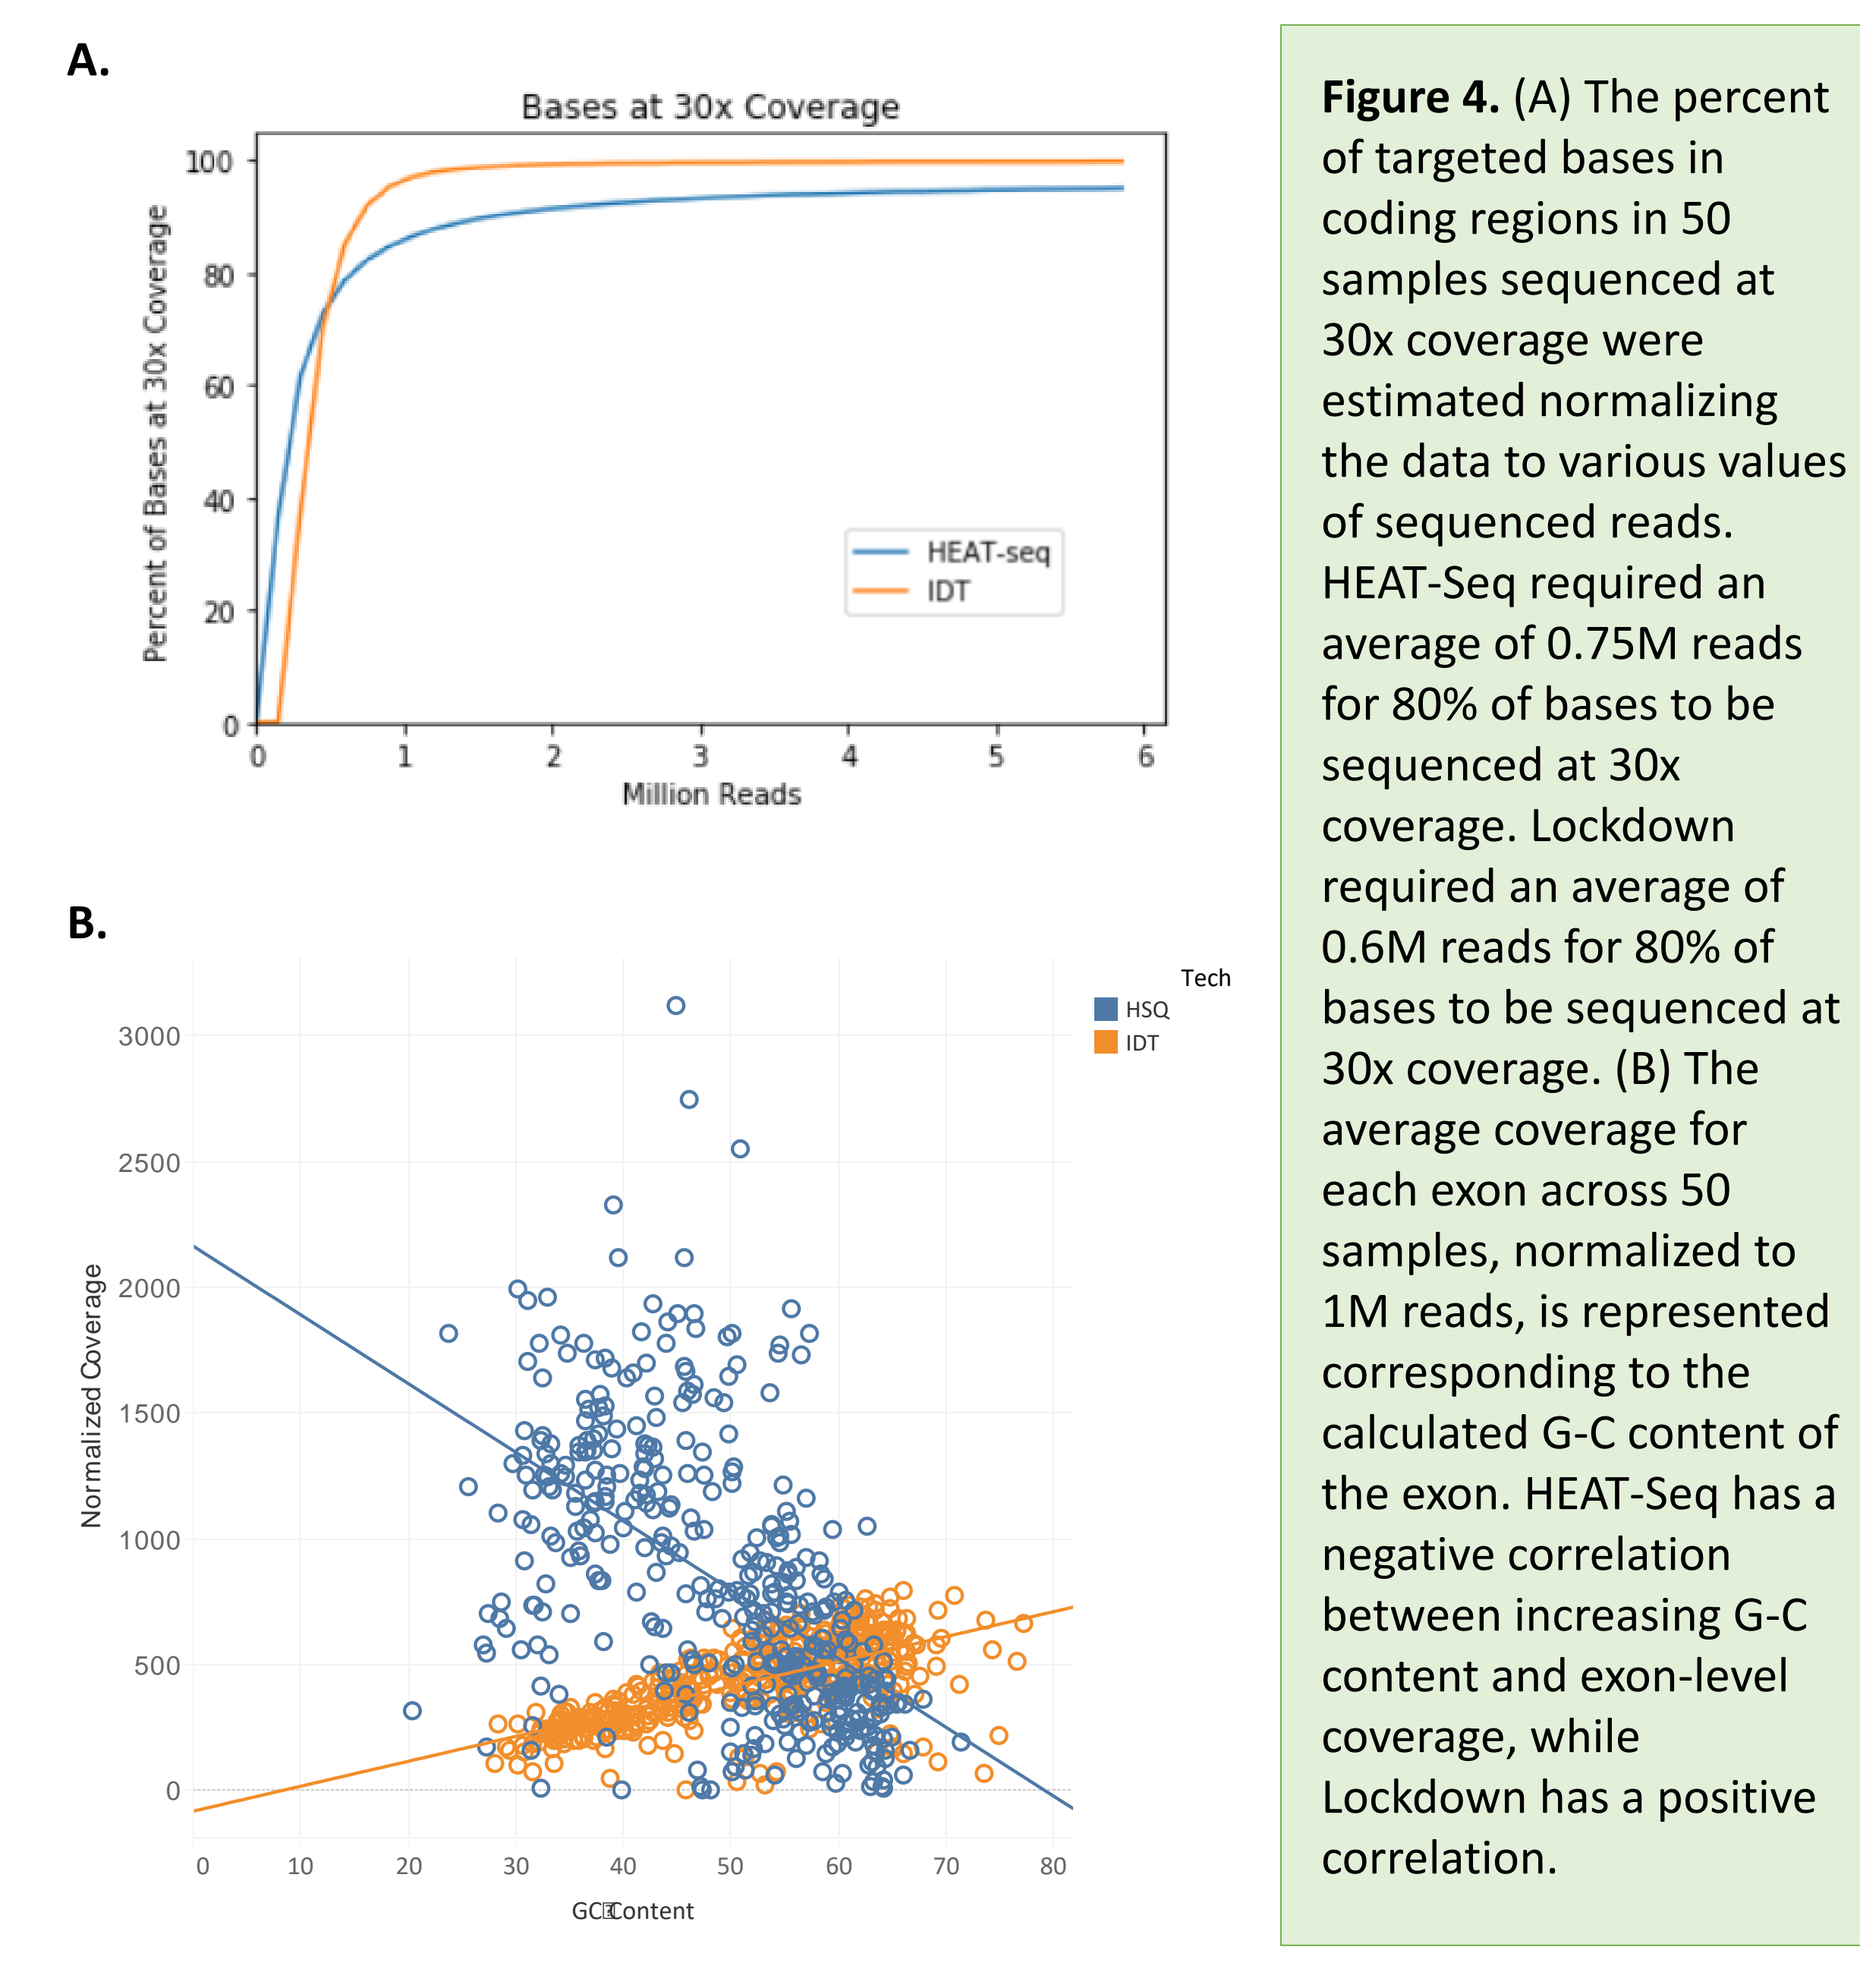 A.
Bases at 30x Coverage
Percent of Bases at 30x Coverage
100
80
60
40
20
0
HEAT-seq
IDT
0 1 2 3 4 5 6
Million Reads
B.
Tech
HSQ
IDT
Normalized Coverage
3000
2500
2000
1500
1000
500
0
0 10 20 30 40 50 60 70 80
GC Content
Figure 4. (A) The percent
of targeted bases in
coding regions in 50
samples sequenced at
30x coverage were
estimated normalizing
the data to various values
of sequenced reads.
HEAT-Seq required an
average of 0.75M reads
for 80% of bases to be
sequenced at 30x
coverage. Lockdown
required an average of
0.6M reads for 80% of
bases to be sequenced at
30x coverage. (B) The
average coverage for
each exon across 50
samples, normalized to
1M reads, is represented
corresponding to the
calculated G-C content of
the exon. HEAT-Seq has a
negative correlation
between increasing G-C
content and exon-level
coverage, while
Lockdown has a positive
correlation.